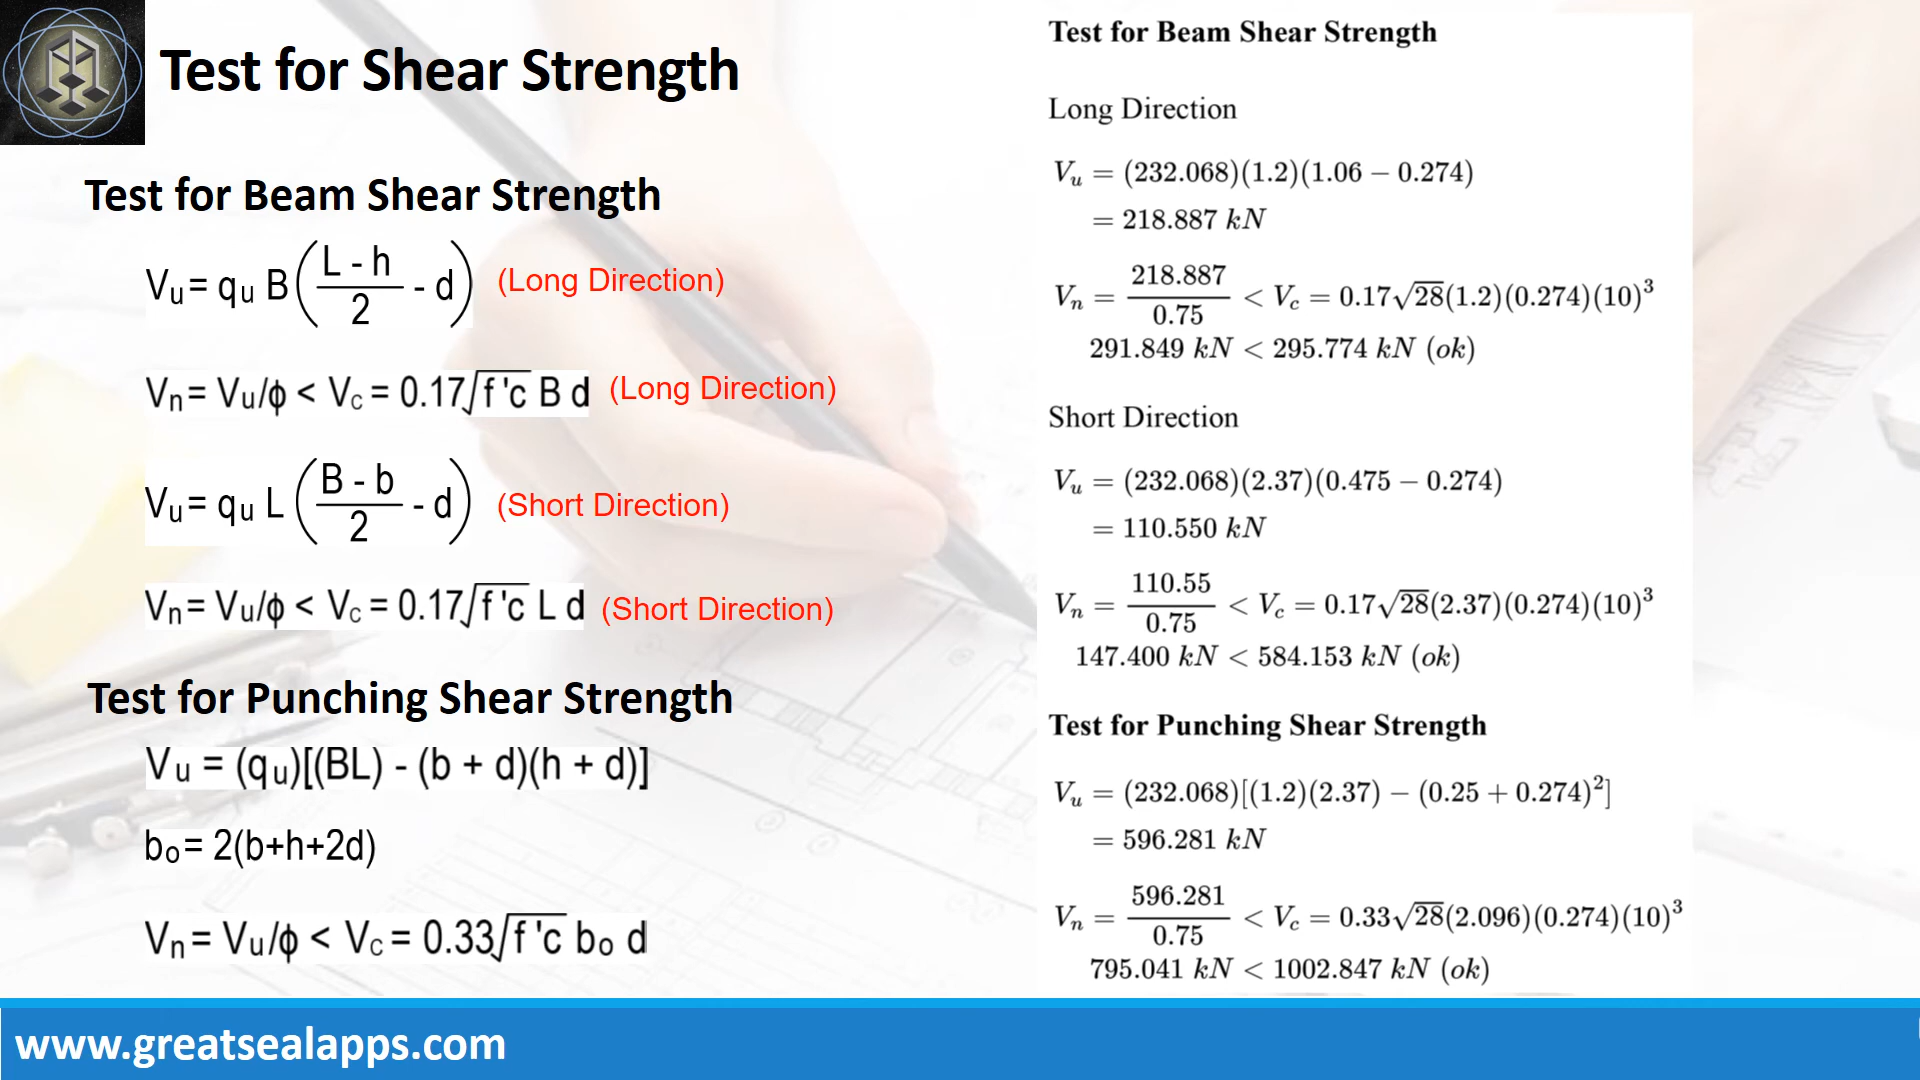 Test for Shear Strength
Test for Beam Shear Strength
Vu = qu B((L - h)/2 - d) (Long Direction)
Vn = Vu/ϕ < Vc = 0.17√f 'c B d (Long Direction)
Vu = qu L((B - b)/2 - d) (Short Direction)
Vn = Vu/ϕ < Vc = 0.17√f 'c L d (Short Direction)
Test for Punching Shear Strength
Vu = (qu)[(BL) - (b + d)(h + d)]
bo = 2(b+h+2d)
Vn = Vu/ϕ < Vc = 0.33√f 'c bo d
Test for Beam Shear Strength
Long Direction
Vu = (232.068)(1.2)(1.06 − 0.274)
= 218.887 kN
Vn = 218.887/0.75 < Vc = 0.17√28(1.2)(0.274)(10)³
291.849 kN < 295.774 kN (ok)
Short Direction
Vu = (232.068)(2.37)(0.475 − 0.274)
= 110.550 kN
Vn = 110.55/0.75 < Vc = 0.17√28(2.37)(0.274)(10)³
147.400 kN < 584.153 kN (ok)
Test for Punching Shear Strength
Vu = (232.068)[(1.2)(2.37) − (0.25 + 0.274)²]
= 596.281 kN
Vn = 596.281/0.75 < Vc = 0.33√28(2.096)(0.274)(10)³
795.041 kN < 1002.847 kN (ok)
www.greatsealapps.com